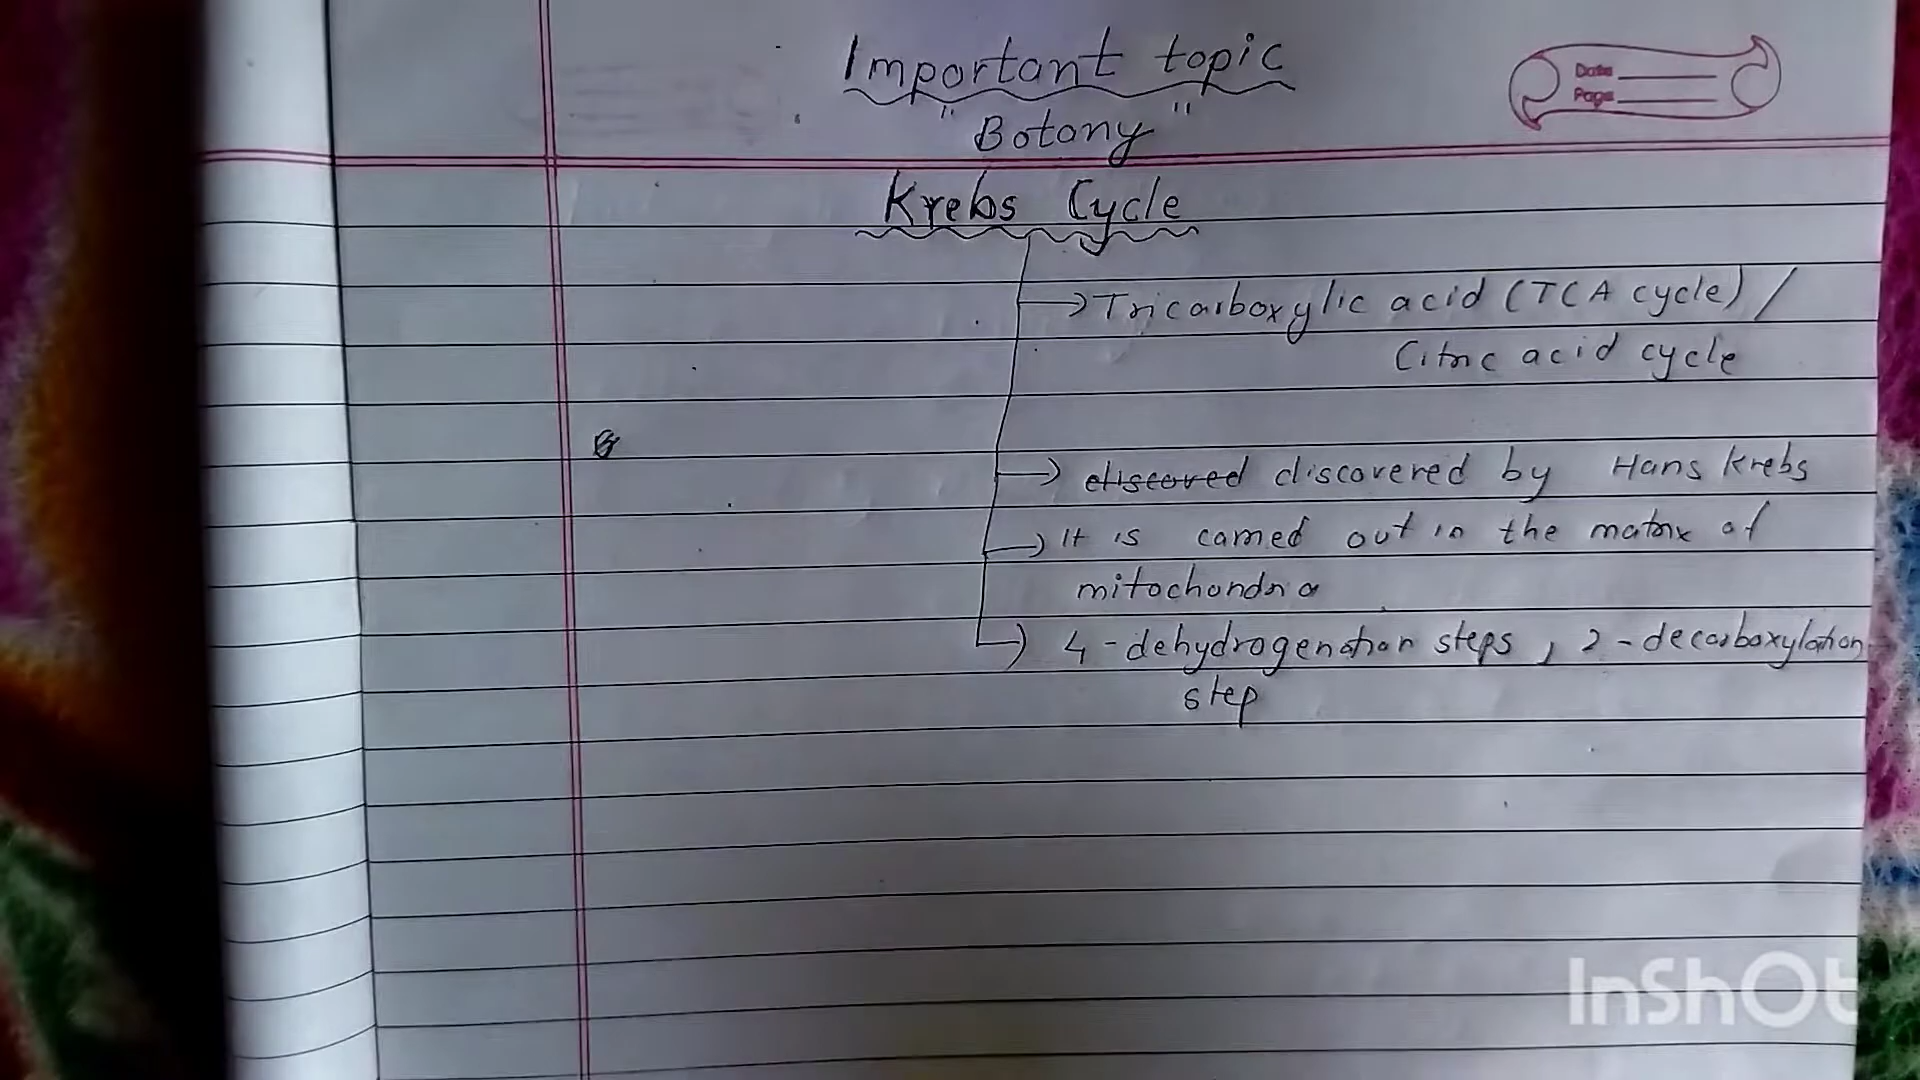 Important topic
"Botany"
Date
Page
Krebs Cycle
→ Tricarboxylic acid (TCA cycle) /
Citric acid cycle
→ discovered by Hans Krebs
→ It is carried out in the matrix of
mitochondria
→ 4-dehydrogenation steps, 2-decarboxylation
step
InShOt